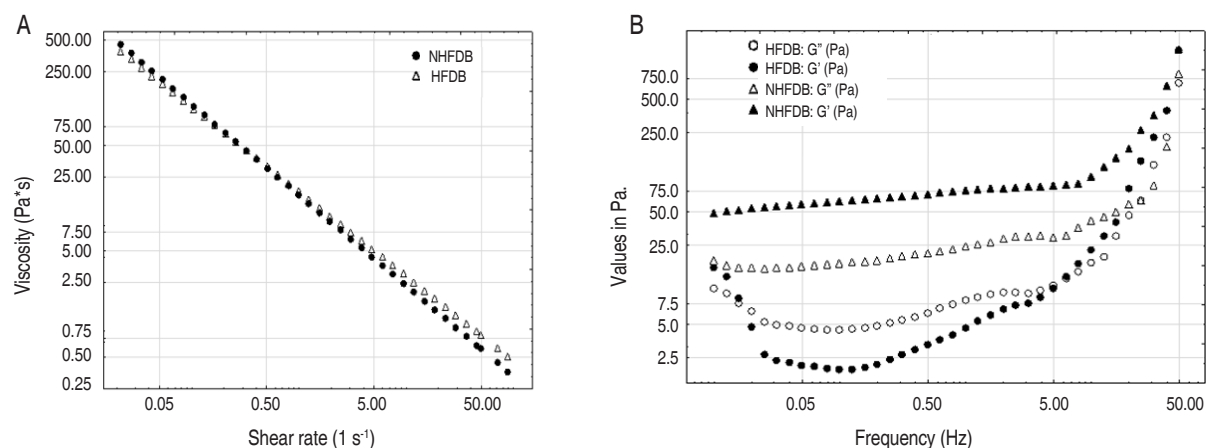 A
500.00
250.00
75.00
50.00
25.00
7.50
5.00
2.50
0.75
0.50
0.25
Viscosity (Pa*s)
NHFDB
HFDB
0.05 0.50 5.00 50.00
Shear rate (1 s⁻¹)
B
750.0
500.0
250.0
75.0
50.0
25.0
7.5
5.0
2.5
Values in Pa.
HFDB: G" (Pa)
HFDB: G' (Pa)
NHFDB: G" (Pa)
NHFDB: G' (Pa)
0.05 0.50 5.00 50.00
Frequency (Hz)